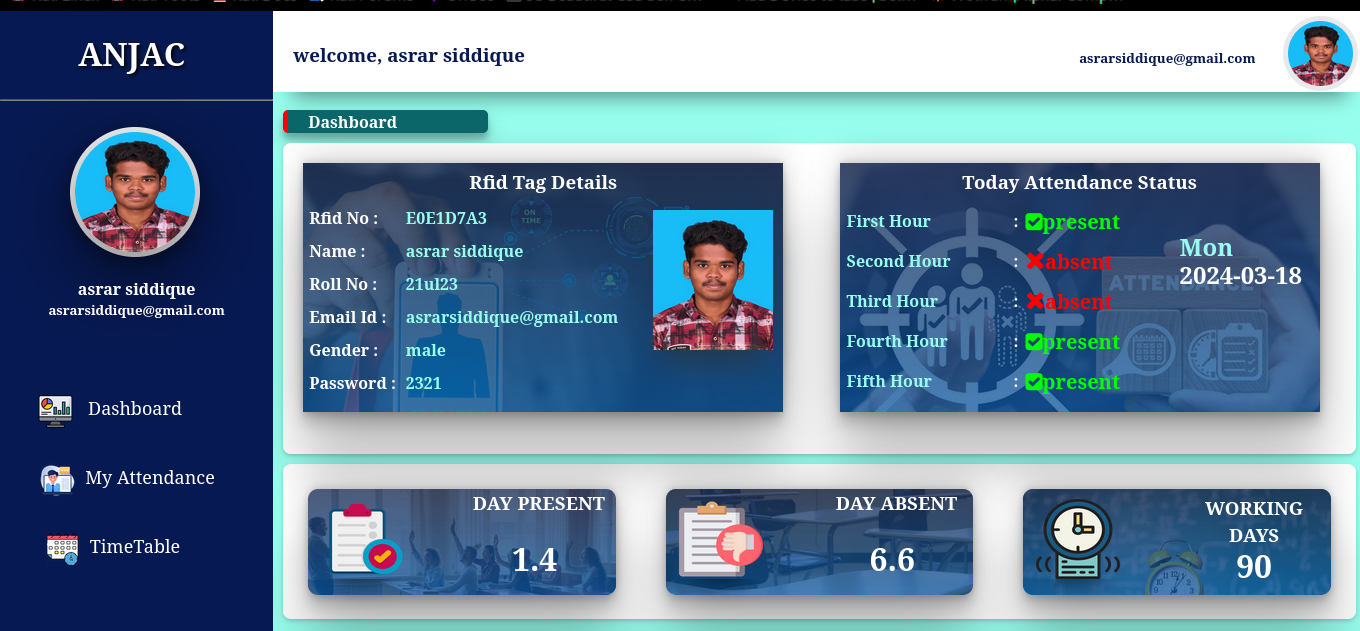 ANJAC
welcome, asrar siddique
asrarsiddique@gmail.com
Dashboard
asrar siddique
asrarsiddique@gmail.com
Dashboard
My Attendance
TimeTable
Rfid Tag Details
Rfid No : E0E1D7A3
Name : asrar siddique
Roll No : 21ul23
Email Id : asrarsiddique@gmail.com
Gender : male
Password : 2321
ON
TIME
Today Attendance Status
First Hour : present
Second Hour : absent
Third Hour : absent
Fourth Hour : present
Fifth Hour : present
Mon
2024-03-18
ATTENDANCE
DAY PRESENT
1.4
DAY ABSENT
6.6
WORKING
DAYS
90